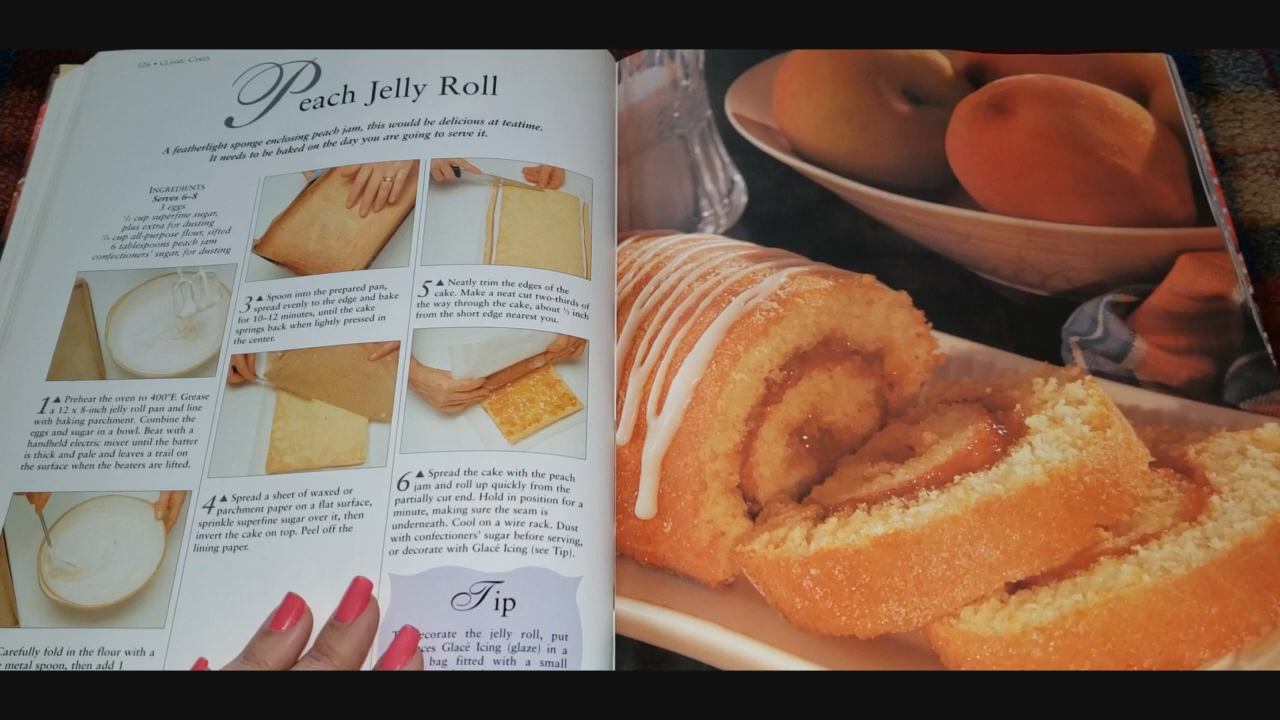 126 • CLASSIC CAKES
Peach Jelly Roll
A featherlight sponge enclosing peach jam, this would be delicious at teatime.
It needs to be baked on the day you are going to serve it.
INGREDIENTS
Serves 6–8
3 eggs
cup superfine sugar,
plus extra for dusting
cup all-purpose flour, sifted
6 tablespoons peach jam
confectioners' sugar, for dusting
1 ▲ Preheat the oven to 400°F. Grease
a 12 x 8-inch jelly roll pan and line
with baking parchment. Combine the
eggs and sugar in a bowl. Beat with a
handheld electric mixer until the batter
is thick and pale and leaves a trail on
the surface when the beaters are lifted.
Carefully fold in the flour with a
metal spoon, then add 1
3 ▲ Spoon into the prepared pan,
spread evenly to the edge and bake
for 10–12 minutes, until the cake
springs back when lightly pressed in
the center.
4 ▲ Spread a sheet of waxed or
parchment paper on a flat surface,
sprinkle superfine sugar over it, then
invert the cake on top. Peel off the
lining paper.
5 ▲ Neatly trim the edges of the
cake. Make a neat cut two-thirds of
the way through the cake, about ½ inch
from the short edge nearest you.
6 ▲ Spread the cake with the peach
jam and roll up quickly from the
partially cut end. Hold in position for a
minute, making sure the seam is
underneath. Cool on a wire rack. Dust
with confectioners' sugar before serving,
or decorate with Glacé Icing (see Tip).
Tip
decorate the jelly roll, put
Glacé Icing (glaze) in a
bag fitted with a small